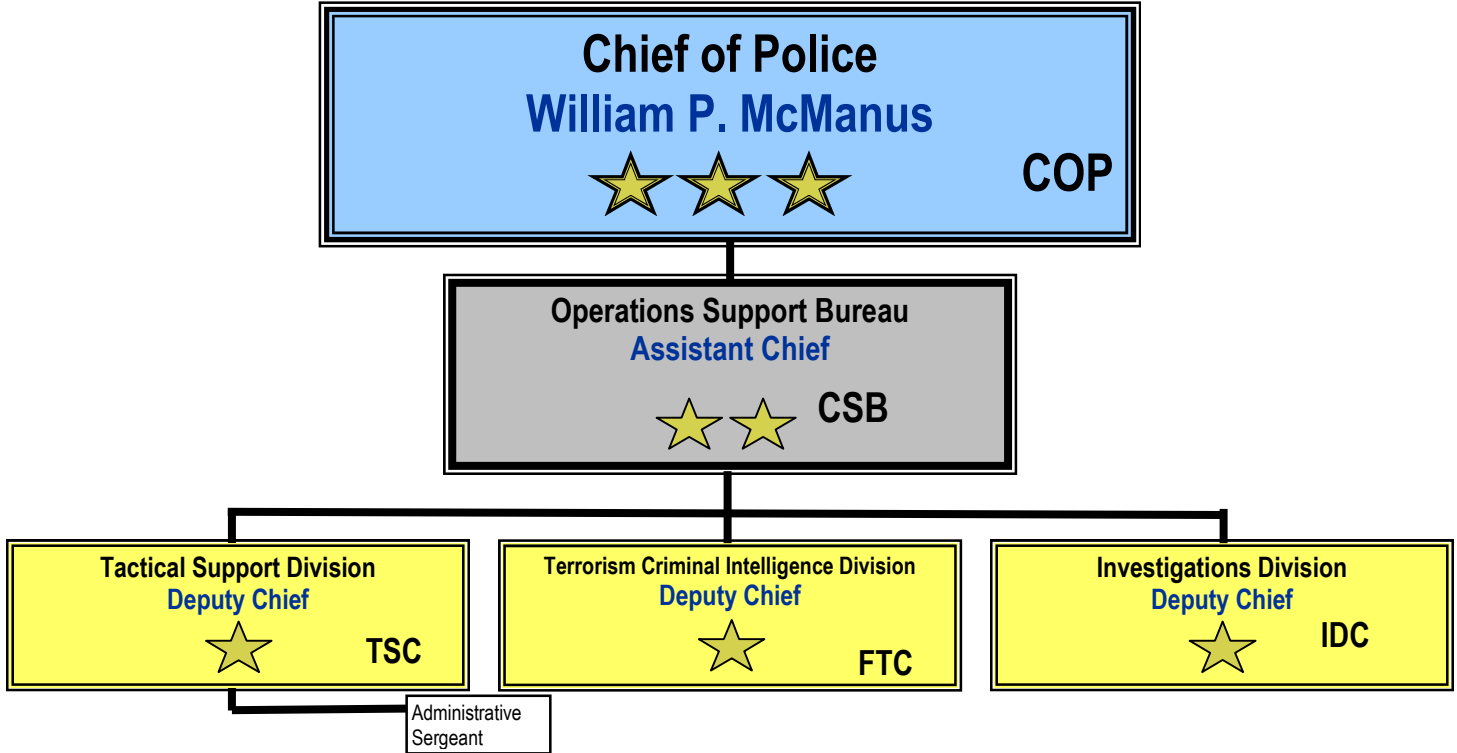 Chief of Police
William P. McManus
COP
Operations Support Bureau
Assistant Chief
CSB
Tactical Support Division
Deputy Chief
TSC
Terrorism Criminal Intelligence Division
Deputy Chief
FTC
Investigations Division
Deputy Chief
IDC
Administrative
Sergeant